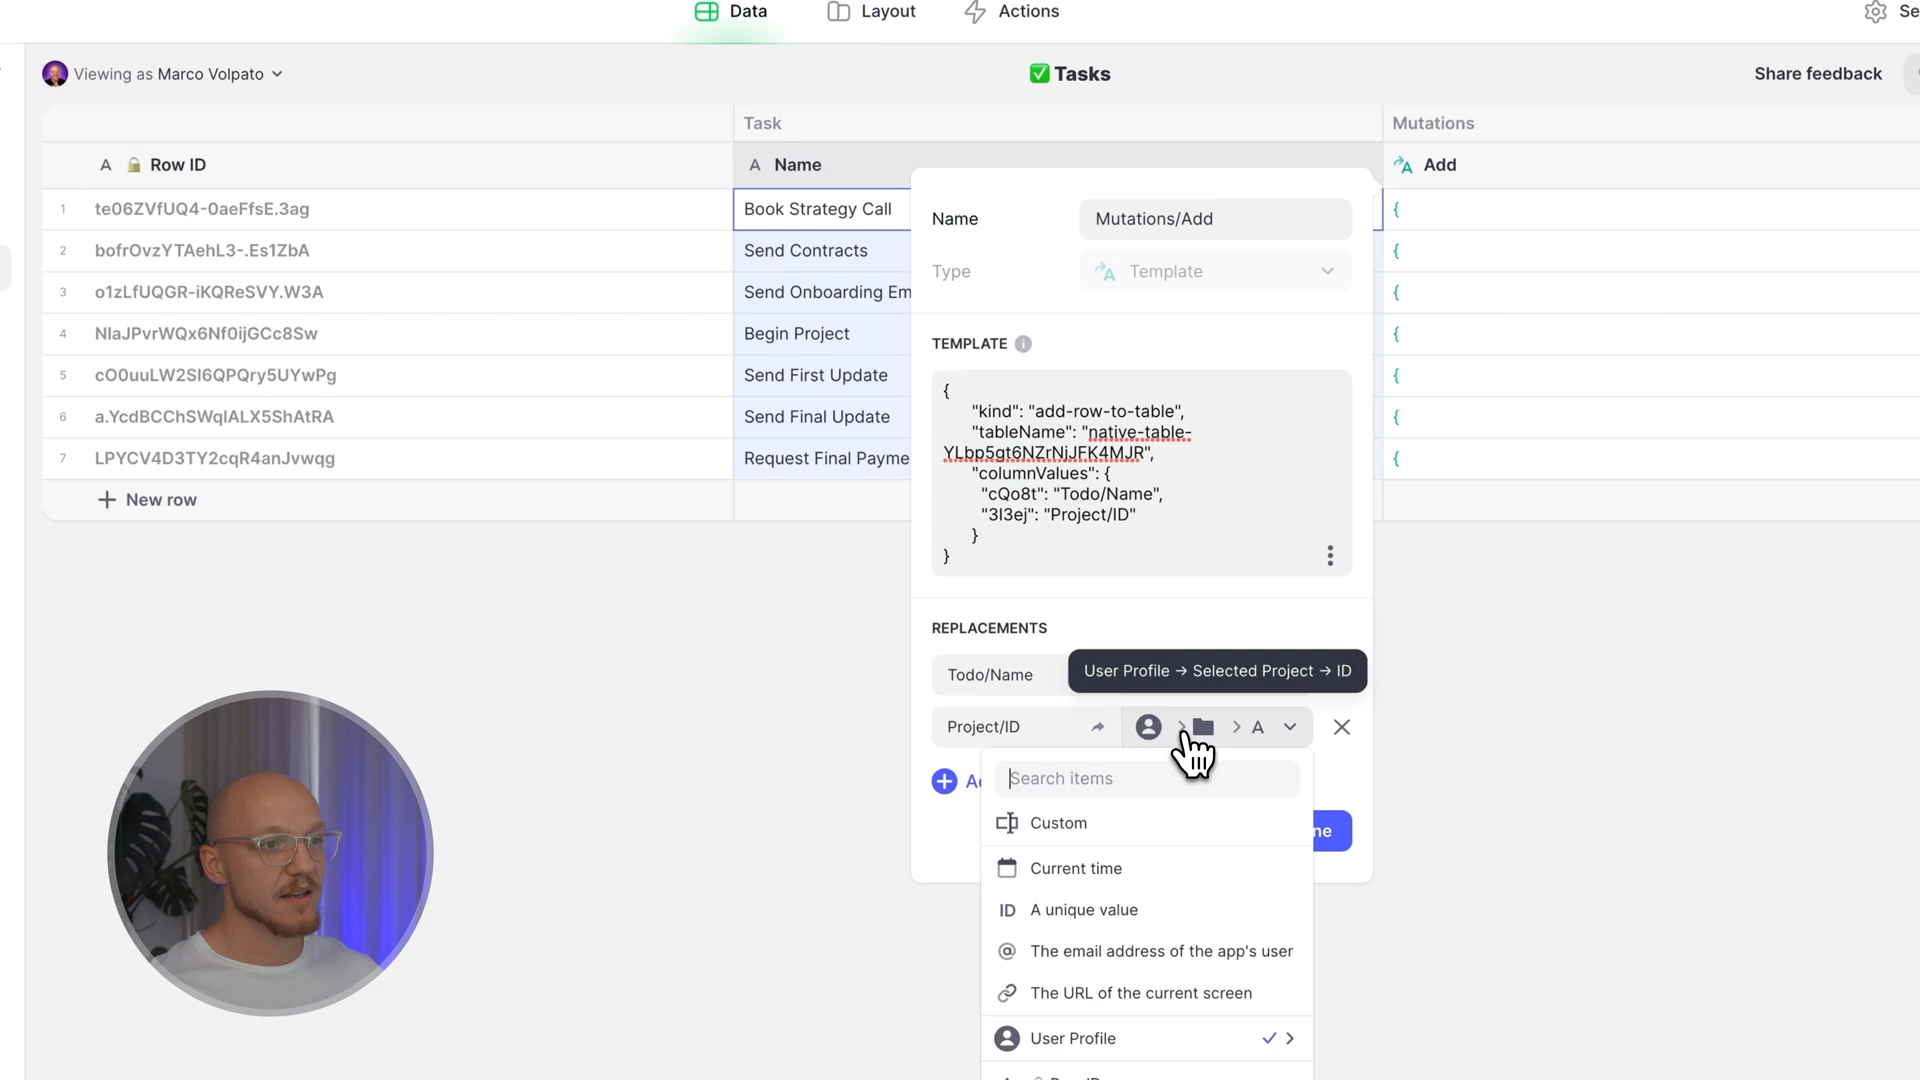 Data
Layout
Actions
Se
Viewing as Marco Volpato
✅ Tasks
Share feedback
Task
Mutations
A 🔒 Row ID
A Name
Add
1 te06ZVfUQ4-0aeFfsE.3ag
Book Strategy Call
{
2 bofrOvzYTAehL3-.Es1ZbA
Send Contracts
{
3 o1zLfUQGR-iKQReSVY.W3A
Send Onboarding Em
{
4 NIaJPvrWQx6Nf0ijGCc8Sw
Begin Project
{
5 cO0uuLW2Sl6QPQry5UYwPg
Send First Update
{
6 a.YcdBCChSWqlALX5ShAtRA
Send Final Update
{
7 LPYCV4D3TY2cqR4anJvwqg
Request Final Payme
{
+ New row
Name
Mutations/Add
Type
Template
TEMPLATE
{
"kind": "add-row-to-table",
"tableName": "native-table-
YLbp5gt6NZrNjJFK4MJR",
"columnValues": {
"cQo8t": "Todo/Name",
"3I3ej": "Project/ID"
}
}
REPLACEMENTS
Todo/Name
User Profile → Selected Project → ID
Project/ID
A
Search items
Custom
Current time
ID A unique value
@ The email address of the app's user
The URL of the current screen
User Profile